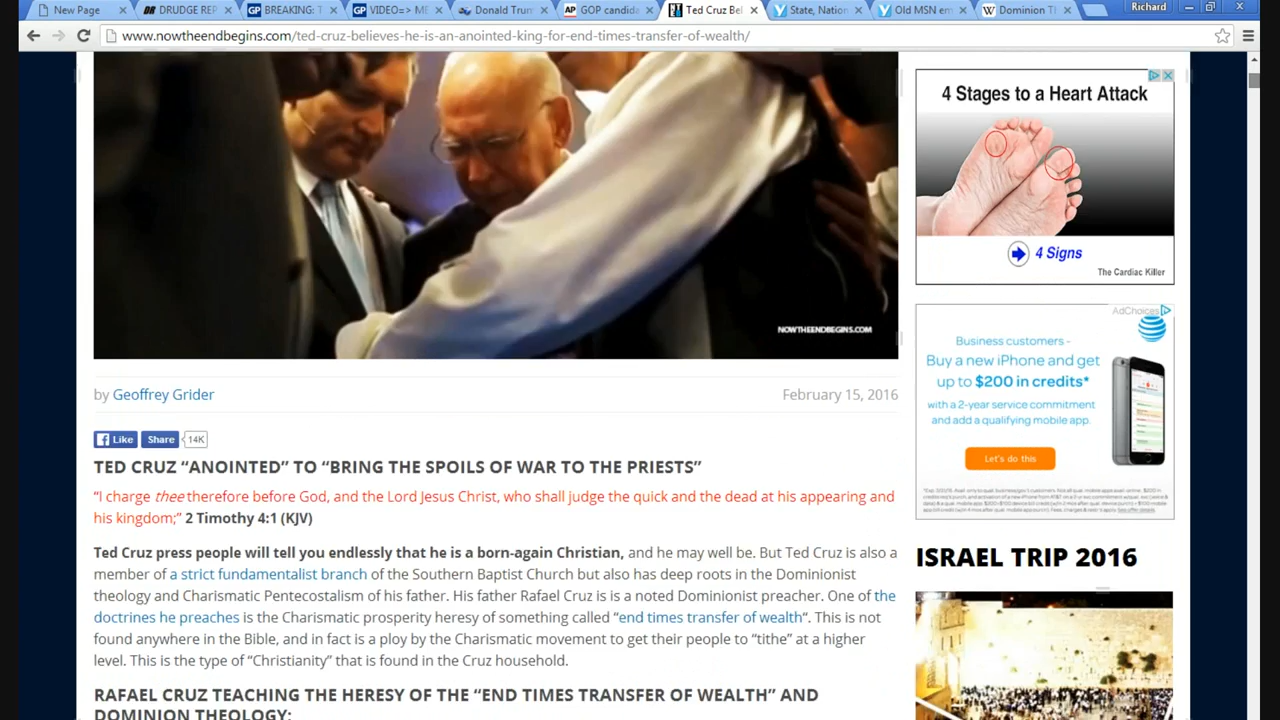 New Page
DRUDGE REP
BREAKING: T
VIDEO=> ME
Donald Trum
GOP candida
Ted Cruz Bel
State, Nation
Old MSN em
Dominion Th
Richard
www.nowtheendbegins.com/ted-cruz-believes-he-is-an-anointed-king-for-end-times-transfer-of-wealth/
NOWTHEENDBEGINS.COM
by Geoffrey Grider
February 15, 2016
Like Share 14K
TED CRUZ “ANOINTED” TO “BRING THE SPOILS OF WAR TO THE PRIESTS”
“I charge thee therefore before God, and the Lord Jesus Christ, who shall judge the quick and the dead at his appearing and
his kingdom;” 2 Timothy 4:1 (KJV)
Ted Cruz press people will tell you endlessly that he is a born-again Christian, and he may well be. But Ted Cruz is also a
member of a strict fundamentalist branch of the Southern Baptist Church but also has deep roots in the Dominionist
theology and Charismatic Pentecostalism of his father. His father Rafael Cruz is is a noted Dominionist preacher. One of the
doctrines he preaches is the Charismatic prosperity heresy of something called “end times transfer of wealth“. This is not
found anywhere in the Bible, and in fact is a ploy by the Charismatic movement to get their people to “tithe” at a higher
level. This is the type of “Christianity” that is found in the Cruz household.
RAFAEL CRUZ TEACHING THE HERESY OF THE “END TIMES TRANSFER OF WEALTH” AND
DOMINION THEOLOGY:
4 Stages to a Heart Attack
4 Signs
The Cardiac Killer
AdChoices
Business customers -
Buy a new iPhone and get
up to $200 in credits*
with a 2-year service commitment
and add a qualifying mobile app.
Let's do this
ISRAEL TRIP 2016